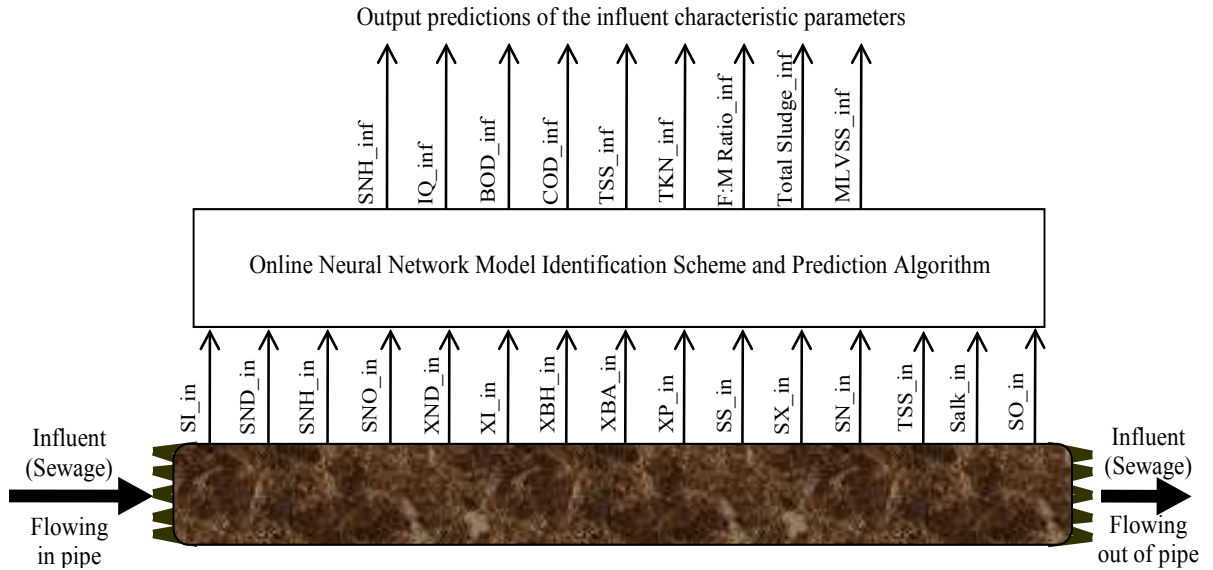 Output predictions of the influent characteristic parameters
SNH_inf
IQ_inf
BOD_inf
COD_inf
TSS_inf
TKN_inf
F:M Ratio_inf
Total Sludge_inf
MLVSS_inf
Online Neural Network Model Identification Scheme and Prediction Algorithm
SI_in
SND_in
SNH_in
SNO_in
XND_in
XI_in
XBH_in
XBA_in
XP_in
SS_in
SX_in
SN_in
TSS_in
Salk_in
SO_in
Influent
(Sewage)
Flowing
in pipe
Influent
(Sewage)
Flowing
out of pipe